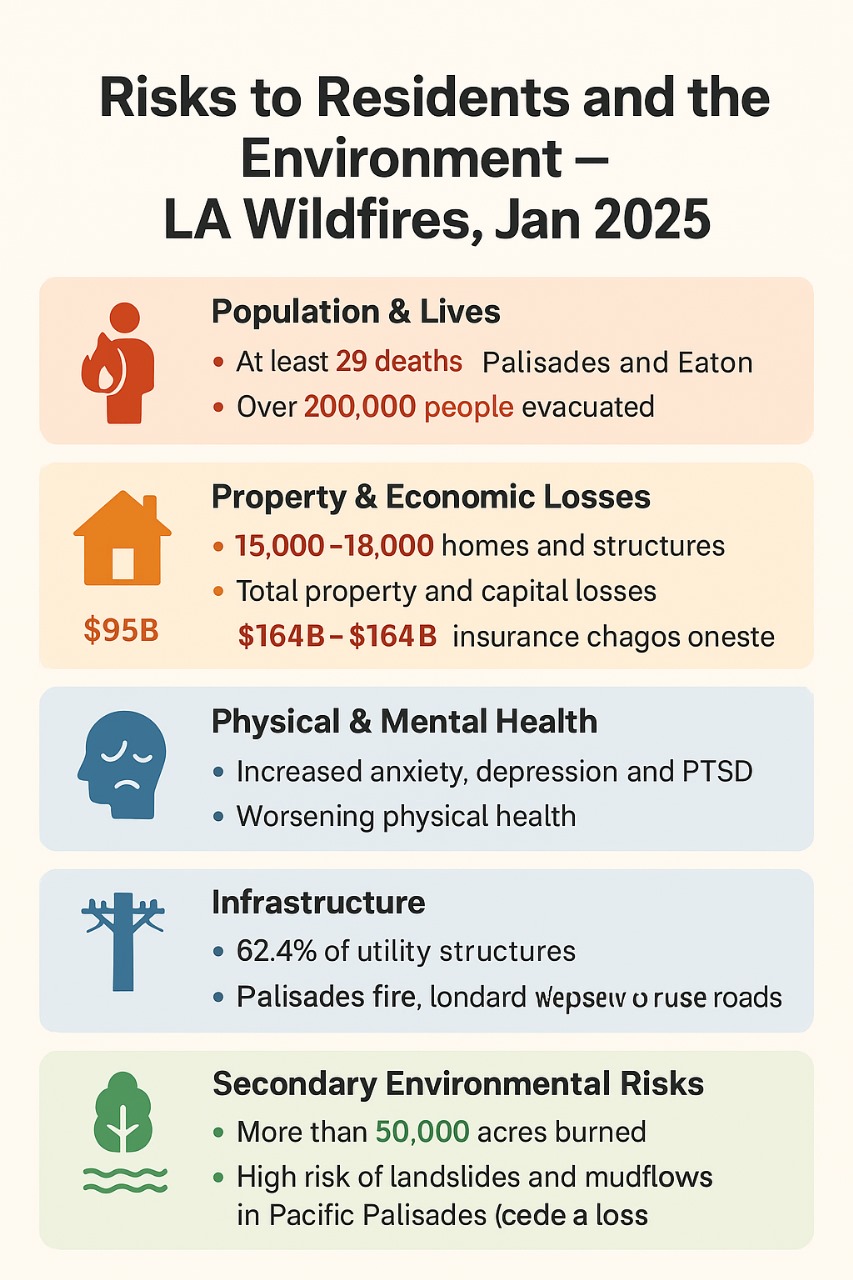 Risks to Residents and the
Environment –
LA Wildfires, Jan 2025
Population & Lives
• At least 29 deaths Palisades and Eaton
• Over 200,000 people evacuated
Property & Economic Losses
• 15,000–18,000 homes and structures
• Total property and capital losses
$95B
$164B–$164B insurance chagos oneste
Physical & Mental Health
• Increased anxiety, depression and PTSD
• Worsening physical health
Infrastructure
• 62.4% of utility structures
• Palisades fire, londard o ruse roads
Secondary Environmental Risks
• More than 50,000 acres burned
• High risk of landslides and mudflows
in Pacific Palisades (cede a loss